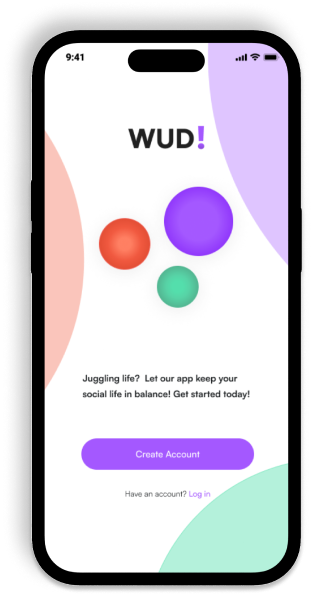 9:41
WUD!
Juggling life? Let our app keep your
social life in balance! Get started today!
Create Account
Have an account? Log in